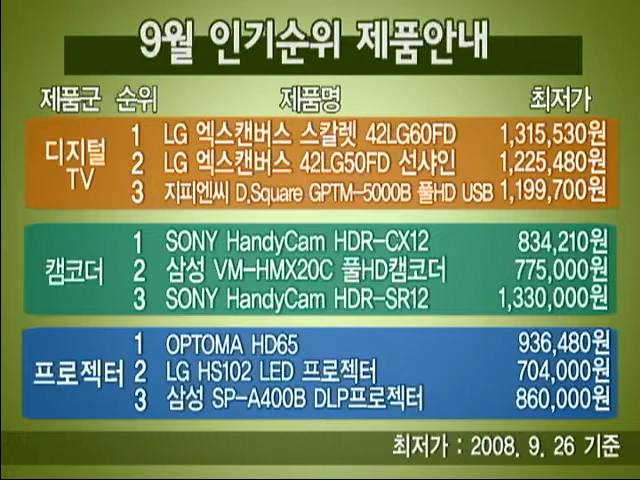 9월 인기순위 제품안내
제품군 순위 제품명 최저가
디지털 TV
1 LG 엑스캔버스 스칼렛 42LG60FD 1,315,530원
2 LG 엑스캔버스 42LG50FD 선샤인 1,225,480원
3 지피엔씨 D.Square GPTM-5000B 풀HD USB 1,199,700원
캠코더
1 SONY HandyCam HDR-CX12 834,210원
2 삼성 VM-HMX20C 풀HD캠코더 775,000원
3 SONY HandyCam HDR-SR12 1,330,000원
프로젝터
1 OPTOMA HD65 936,480원
2 LG HS102 LED 프로젝터 704,000원
3 삼성 SP-A400B DLP프로젝터 860,000원
최저가 : 2008. 9. 26 기준